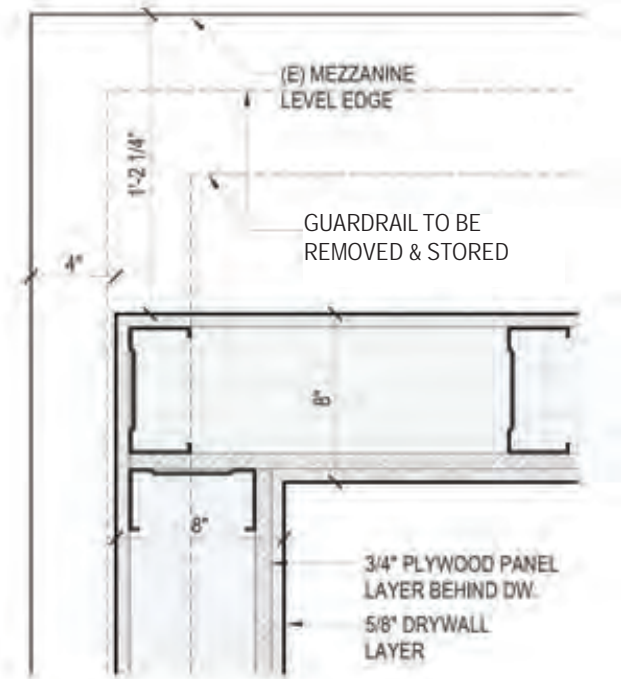 (E) MEZZANINE
LEVEL EDGE
1'-2 1/4"
GUARDRAIL TO BE
REMOVED & STORED
4"
8"
8"
3/4" PLYWOOD PANEL
LAYER BEHIND DW.
5/8" DRYWALL
LAYER